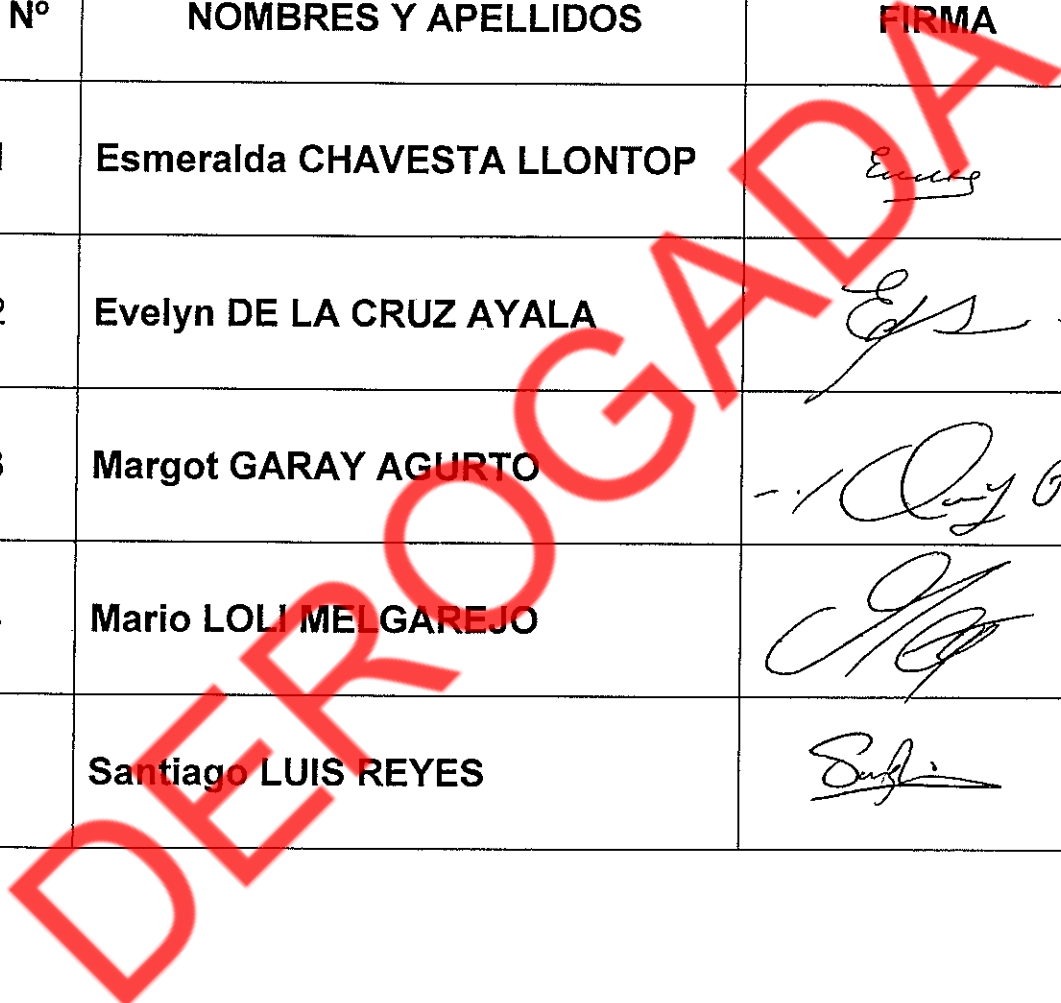 Nº NOMBRES Y APELLIDOS FIRMA
Esmeralda CHAVESTA LLONTOP
2 Evelyn DE LA CRUZ AYALA
3 Margot GARAY AGURTO
Mario LOLI MELGAREJO
Santiago LUIS REYES
DEROGADA